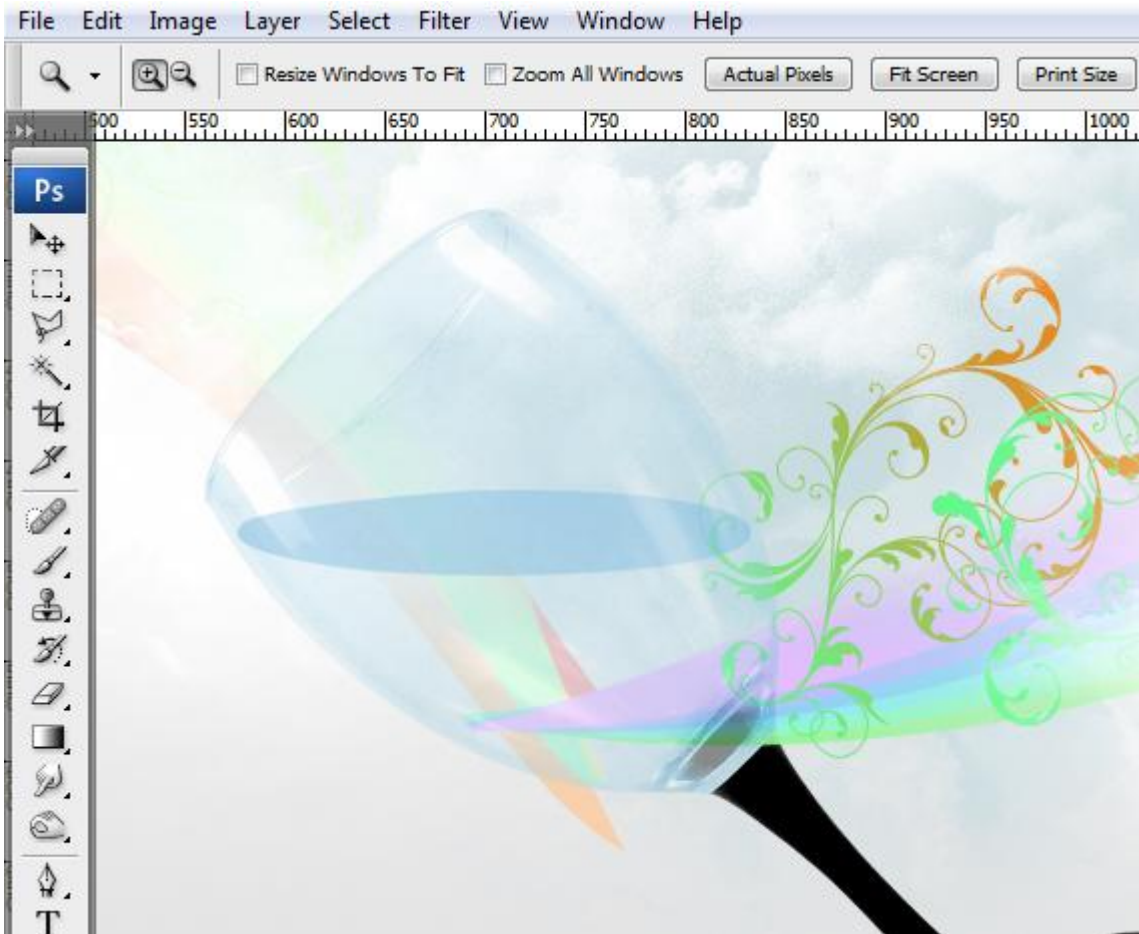 File Edit Image Layer Select Filter View Window Help
Resize Windows To Fit Zoom All Windows Actual Pixels Fit Screen Print Size
500 550 600 650 700 750 800 850 900 950 1000
Ps
T